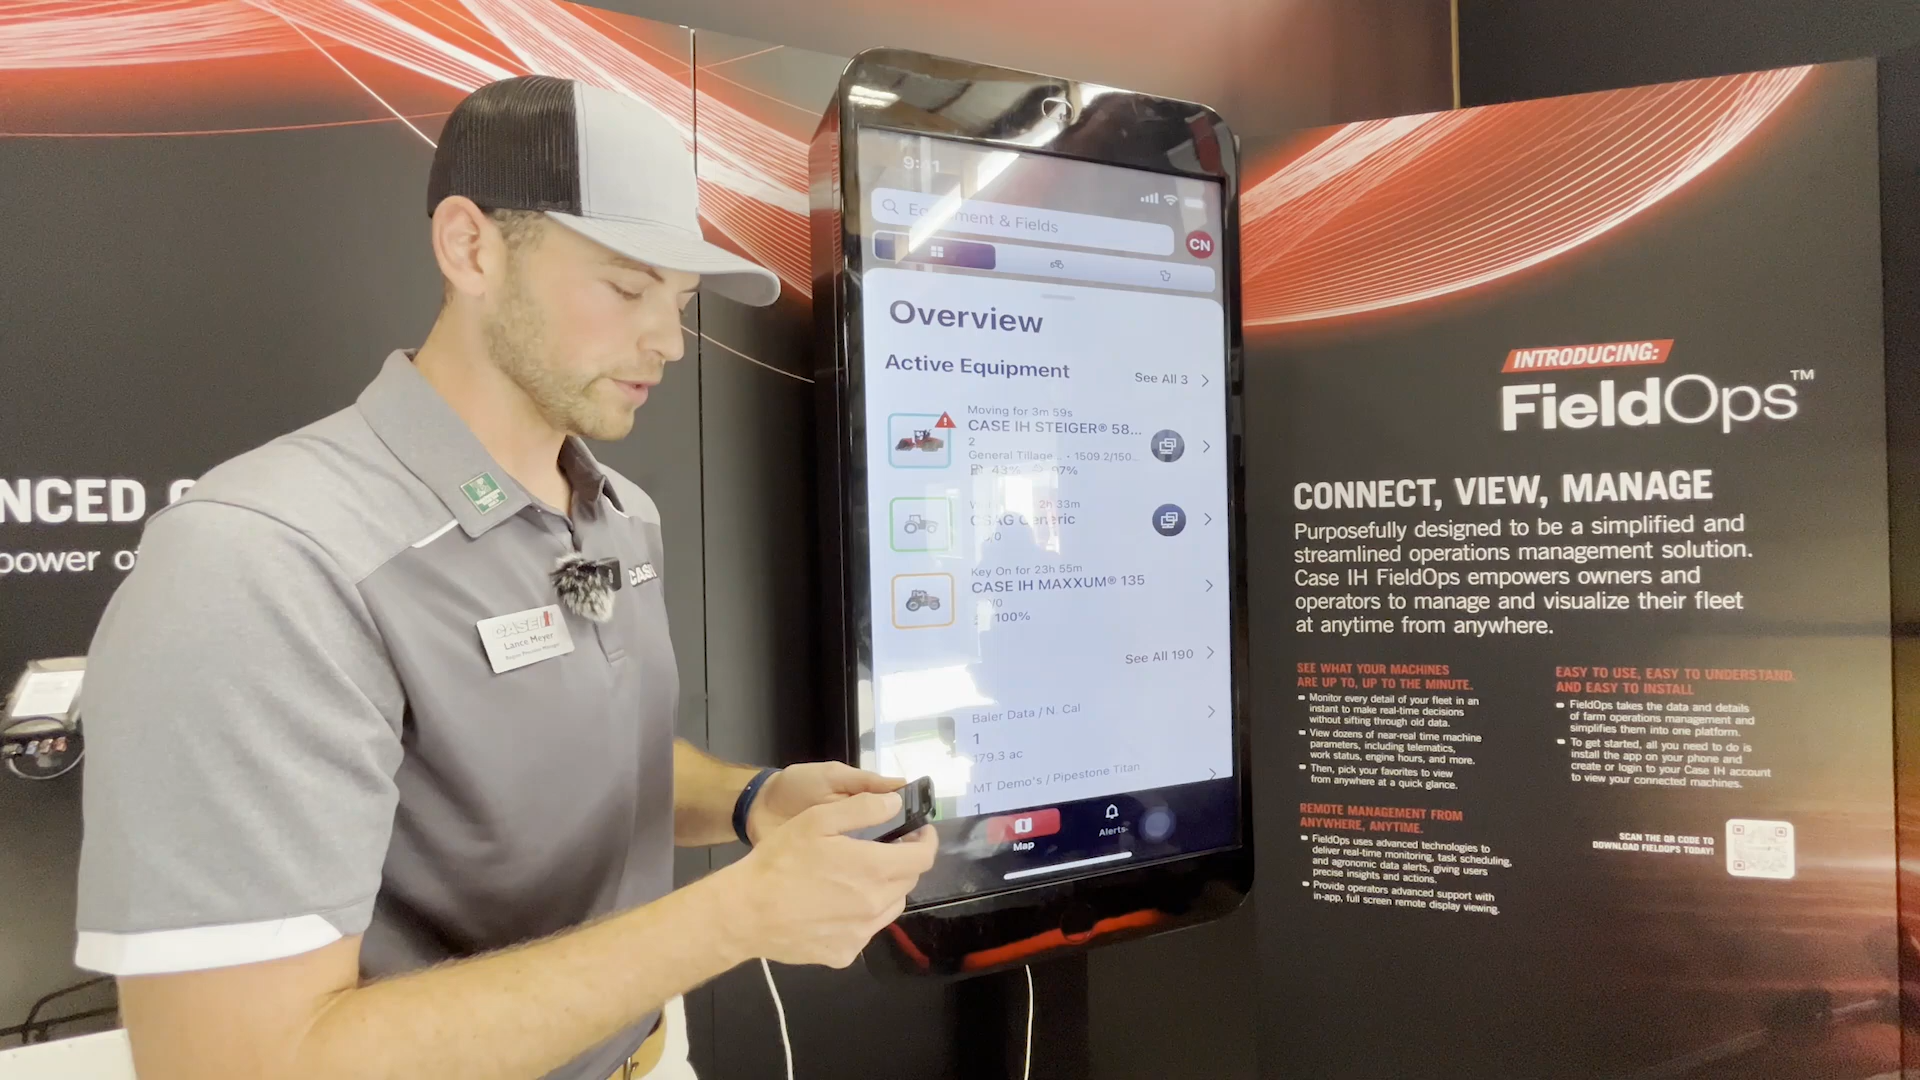 NCED
power of
CASE IH
Lance Meyer
CASE
9:41
Equipment & Fields
CN
Overview
Active Equipment
See All 3
Moving for 3m 59s
CASE IH STEIGER® 58...
2
General Tillage... - 1509.2/150...
43% 97%
2h 33m
CSAG Generic
Key On for 23h 55m
CASE IH MAXXUM® 135
100%
See All 190
Baler Data / N. Cal
1
179.3 ac
MT Demo's / Pipestone Titan
1
Map
Alerts
INTRODUCING:
FieldOps™
CONNECT, VIEW, MANAGE
Purposefully designed to be a simplified and
streamlined operations management solution.
Case IH FieldOps empowers owners and
operators to manage and visualize their fleet
at anytime from anywhere.
SEE WHAT YOUR MACHINES
ARE UP TO, UP TO THE MINUTE.
Monitor every detail of your fleet in an
instant to make real-time decisions
without sifting through old data.
View dozens of near-real time machine
parameters, including telematics,
work status, engine hours, and more.
Then, pick your favorites to view
from anywhere at a quick glance.
REMOTE MANAGEMENT FROM
ANYWHERE, ANYTIME.
FieldOps uses advanced technologies to
deliver real-time monitoring, task scheduling,
and agronomic data alerts, giving users
precise insights and actions.
Provide operators advanced support with
in-app, full screen remote display viewing.
EASY TO USE, EASY TO UNDERSTAND,
AND EASY TO INSTALL
FieldOps takes the data and details
of farm operations management and
simplifies them into one platform.
To get started, all you need to do is
install the app on your phone and
create or login to your Case IH account
to view your connected machines.
SCAN THE QR CODE TO
DOWNLOAD FIELDOPS TODAY!